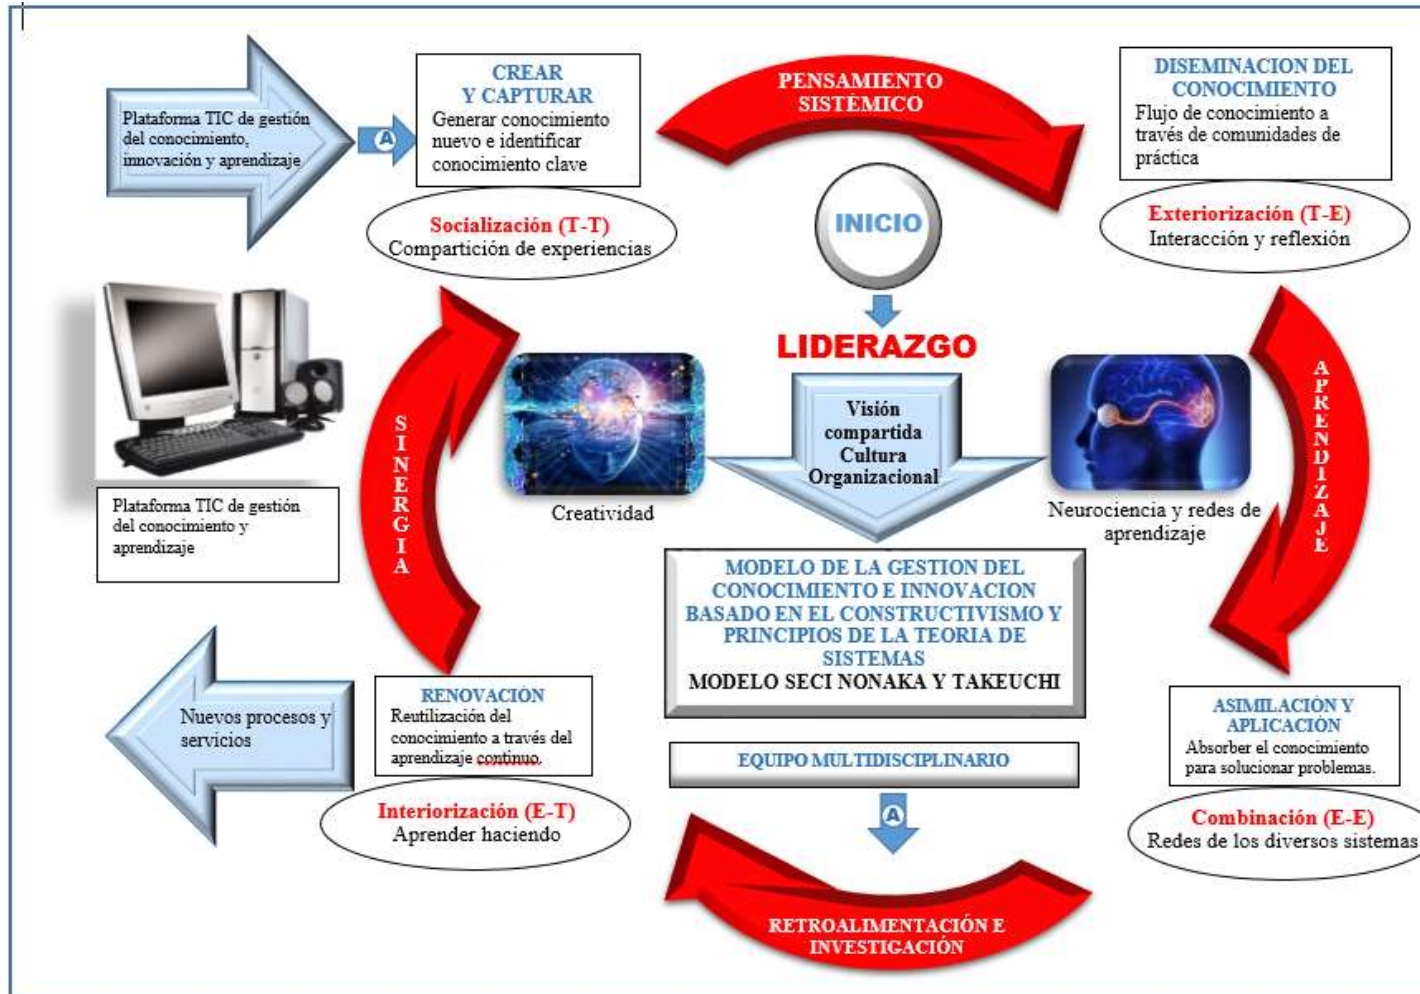 Plataforma TIC de gestión
del conocimiento,
innovación y aprendizaje
A
CREAR
Y CAPTURAR
Generar conocimiento
nuevo e identificar
conocimiento clave
Socialización (T-T)
Compartición de experiencias
PENSAMIENTO
SISTÉMICO
DISEMINACION DEL
CONOCIMIENTO
Flujo de conocimiento a
través de comunidades de
práctica
Exteriorización (T-E)
Interacción y reflexión
INICIO
LIDERAZGO
Visión
compartida
Cultura
Organizacional
Creatividad
Neurociencia y redes de
aprendizaje
APRENDIZAJE
SINERGIA
Plataforma TIC de gestión
del conocimiento y
aprendizaje
MODELO DE LA GESTION DEL
CONOCIMIENTO E INNOVACION
BASADO EN EL CONSTRUCTIVISMO Y
PRINCIPIOS DE LA TEORIA DE
SISTEMAS
MODELO SECI NONAKA Y TAKEUCHI
Nuevos procesos y
servicios
RENOVACIÓN
Reutilización del
conocimiento a través del
aprendizaje continuo.
Interiorización (E-T)
Aprender haciendo
EQUIPO MULTIDISCIPLINARIO
A
ASIMILACIÓN Y
APLICACIÓN
Absorber el conocimiento
para solucionar problemas.
Combinación (E-E)
Redes de los diversos sistemas
RETROALIMENTACIÓN E
INVESTIGACIÓN